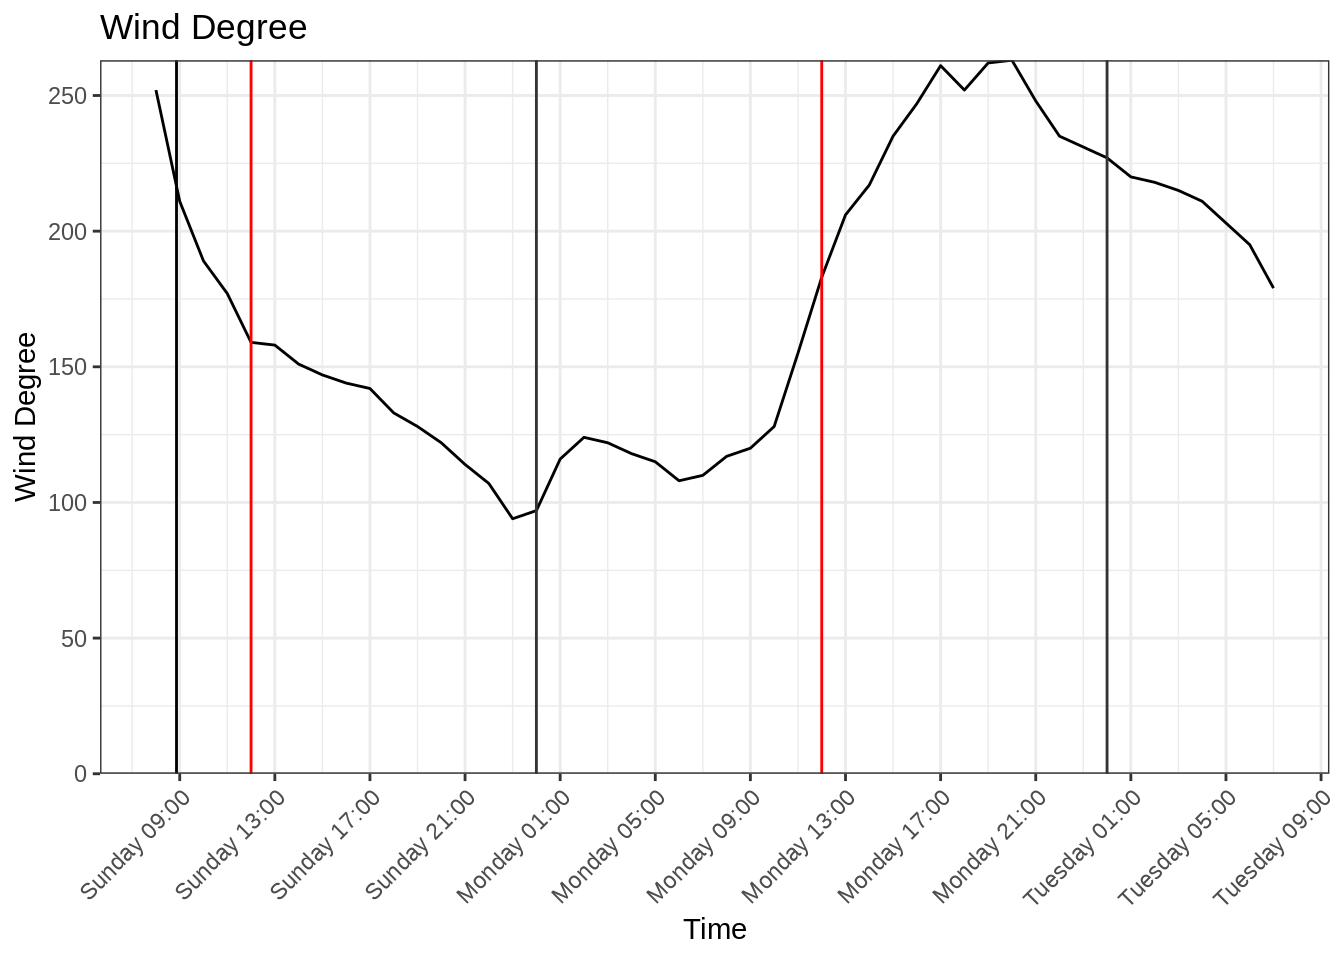 Wind Degree
Wind Degree
250
200
150
100
50
0
Sunday 09:00
Sunday 13:00
Sunday 17:00
Sunday 21:00
Monday 01:00
Monday 05:00
Monday 09:00
Monday 13:00
Monday 17:00
Monday 21:00
Tuesday 01:00
Tuesday 05:00
Tuesday 09:00
Time